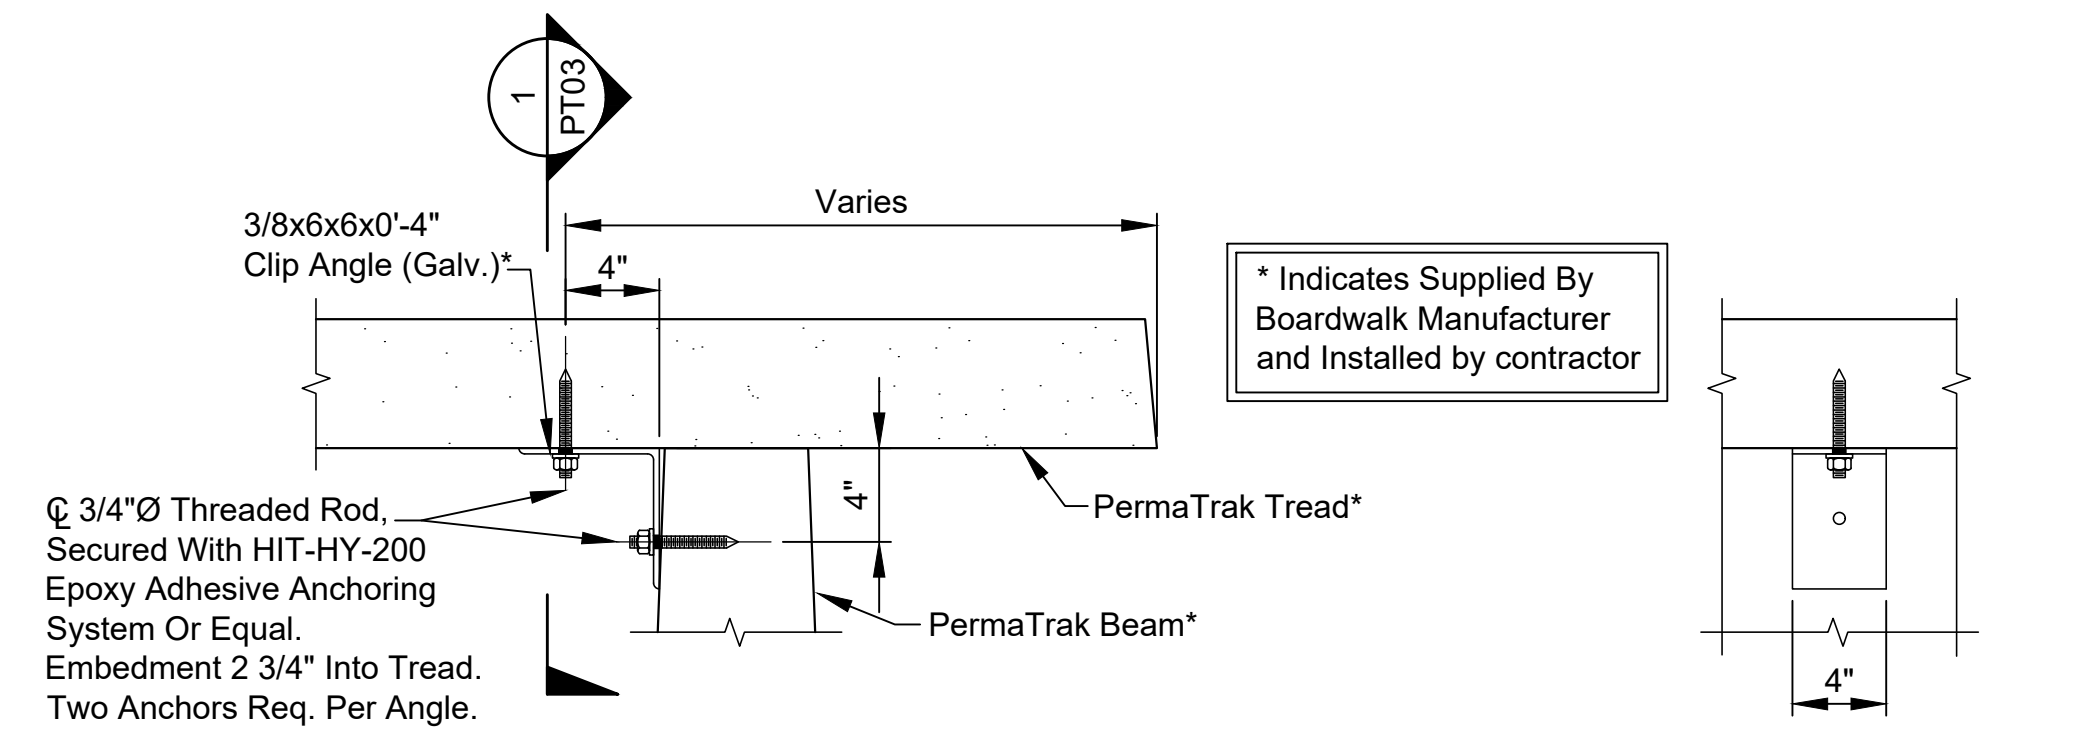 1
PT03
Varies
3/8x6x6x0'-4"
Clip Angle (Galv.)*
4"
* Indicates Supplied By
Boardwalk Manufacturer
and Installed by contractor
4"
PermaTrak Tread*
℄ 3/4"Ø Threaded Rod,
Secured With HIT-HY-200
Epoxy Adhesive Anchoring
System Or Equal.
Embedment 2 3/4" Into Tread.
Two Anchors Req. Per Angle.
PermaTrak Beam*
4"